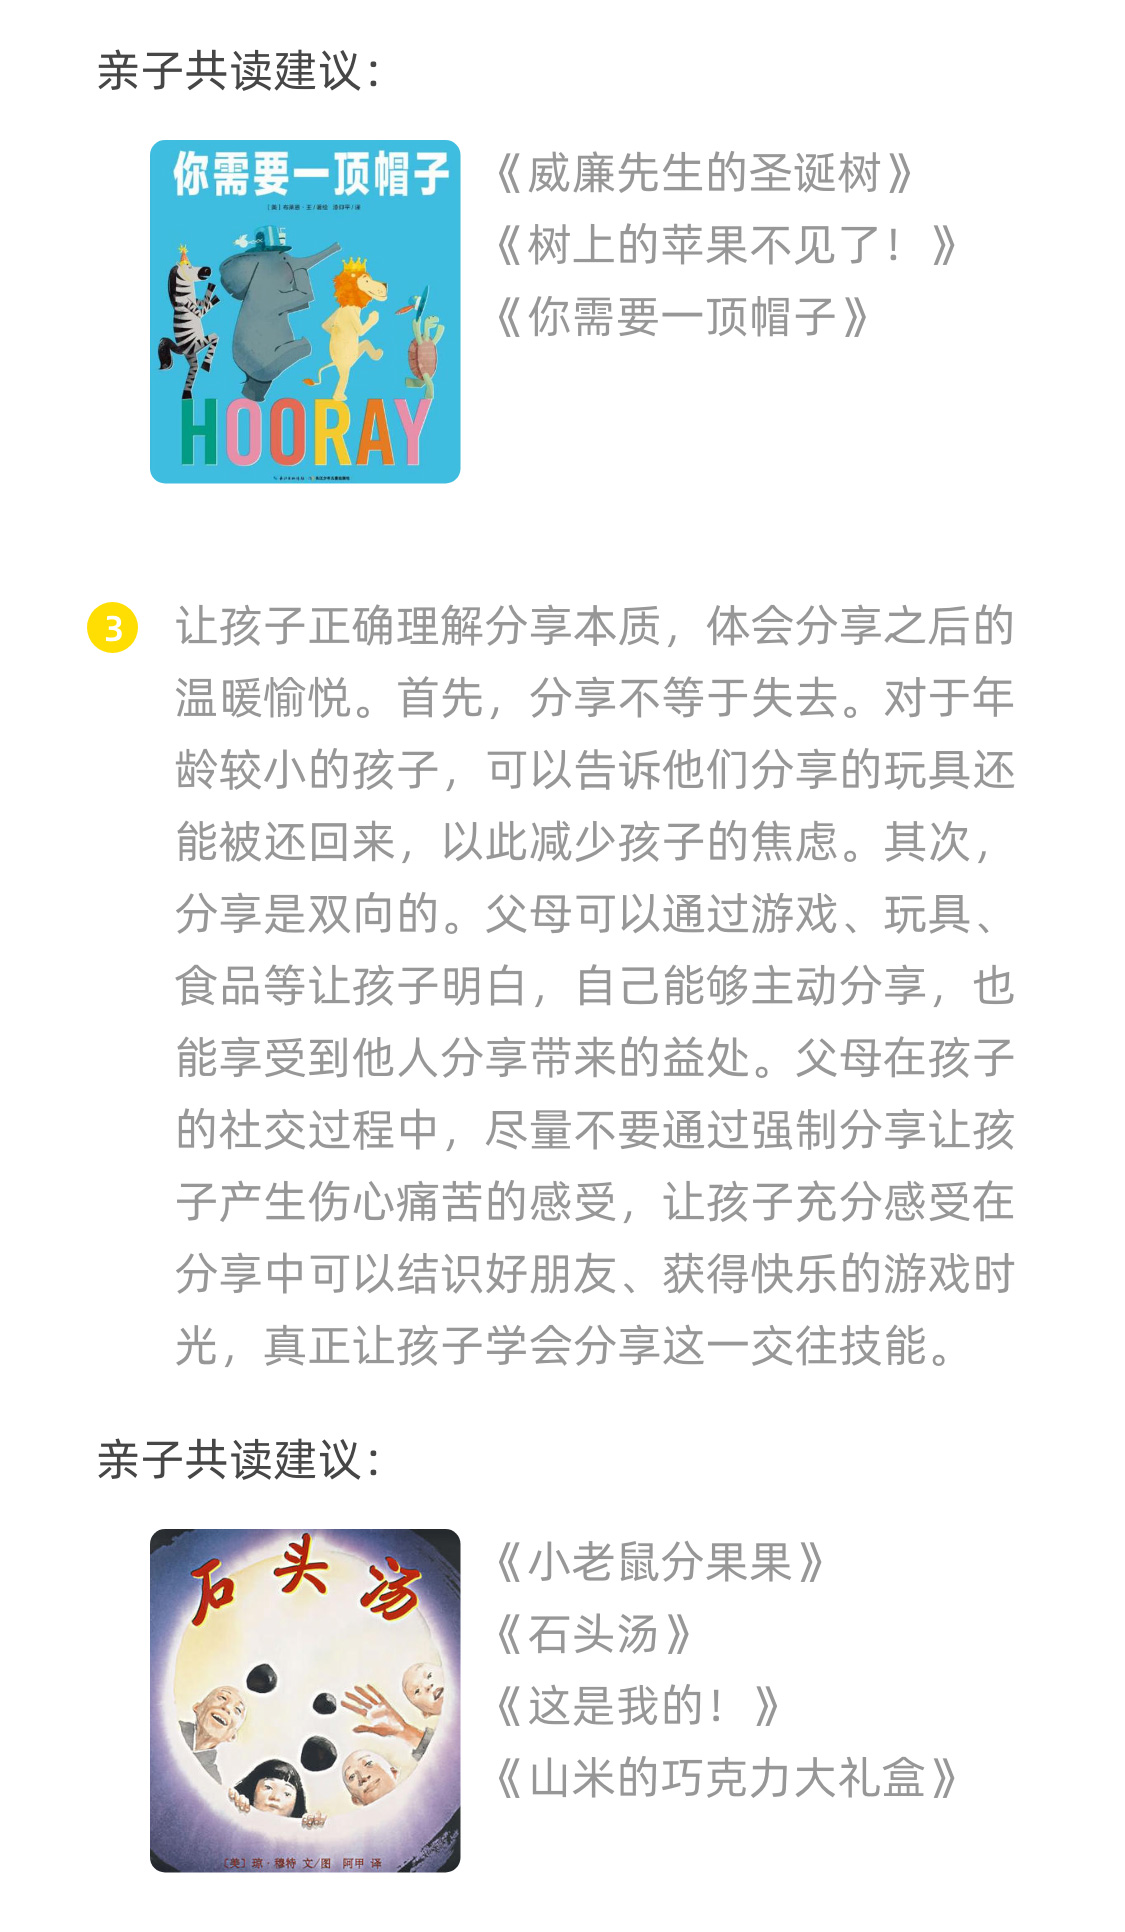 亲子共读建议：
你需要一顶帽子
HOORAY
《威廉先生的圣诞树》
《树上的苹果不见了！》
《你需要一顶帽子》
3
让孩子正确理解分享本质，体会分享之后的
温暖愉悦。首先，分享不等于失去。对于年
龄较小的孩子，可以告诉他们分享的玩具还
能被还回来，以此减少孩子的焦虑。其次，
分享是双向的。父母可以通过游戏、玩具、
食品等让孩子明白，自己能够主动分享，也
能享受到他人分享带来的益处。父母在孩子
的社交过程中，尽量不要通过强制分享让孩
子产生伤心痛苦的感受，让孩子充分感受在
分享中可以结识好朋友、获得快乐的游戏时
光，真正让孩子学会分享这一交往技能。
亲子共读建议：
石头汤
［美］琼·穆特 文/图 阿甲 译
《小老鼠分果果》
《石头汤》
《这是我的！》
《山米的巧克力大礼盒》